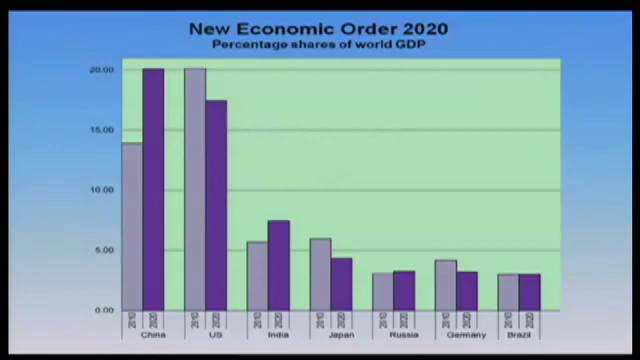 New Economic Order 2020
Percentage shares of world GDP
20.00
15.00
10.00
5.00
0.00
2010 2020 2010 2020 2010 2020 2010 2020 2010 2020 2010 2020 2010 2020
China US India Japan Russia Germany Brazil